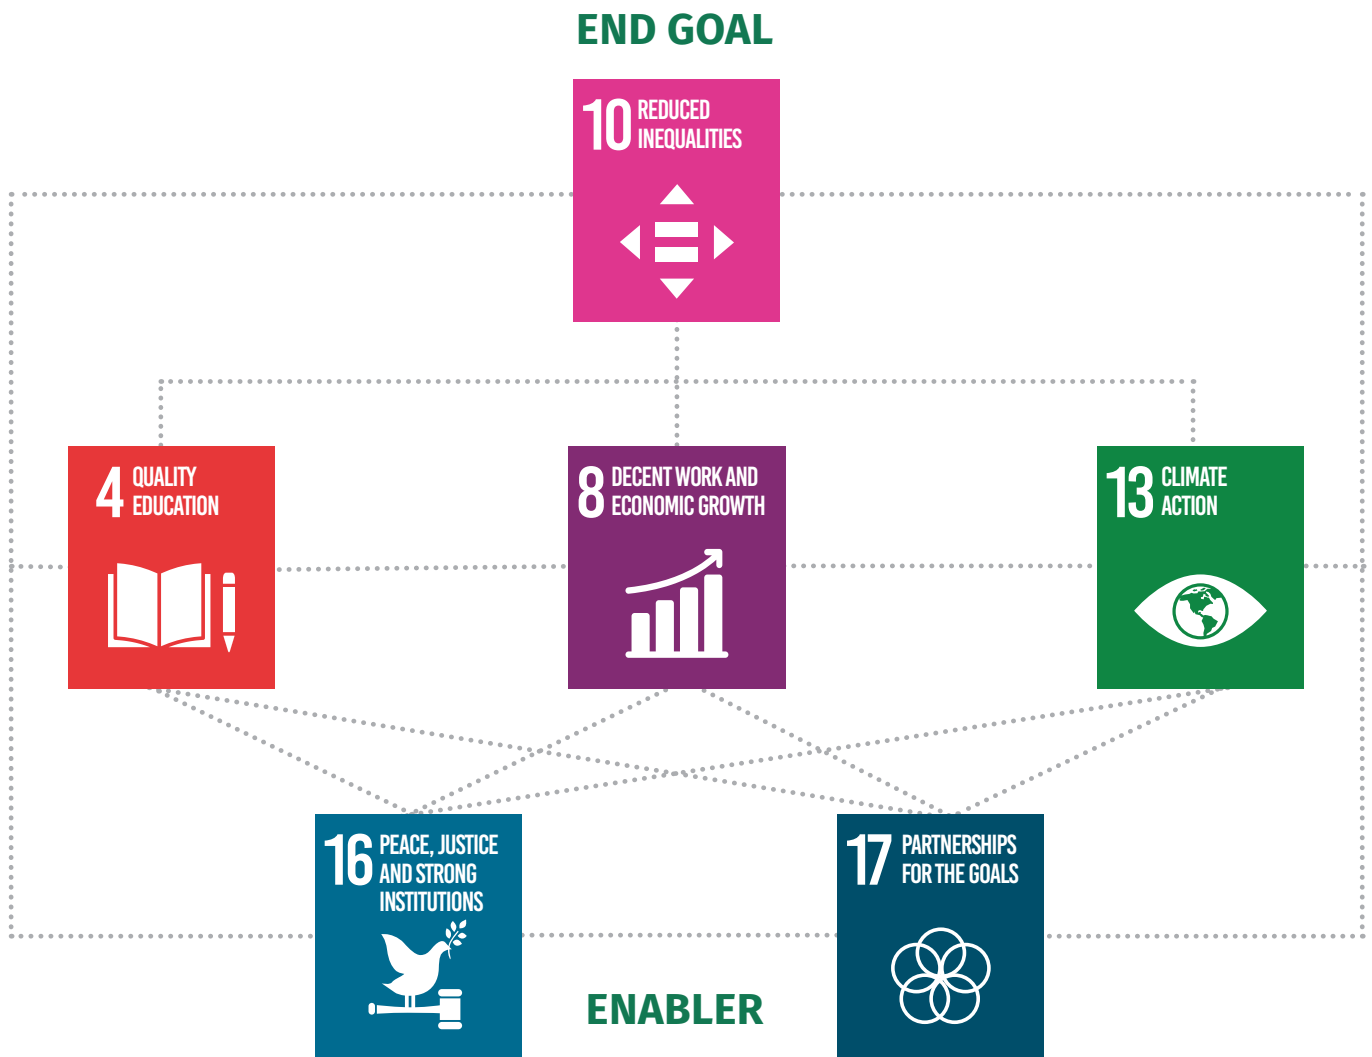 END GOAL
10 REDUCED
INEQUALITIES
4 QUALITY
EDUCATION
8 DECENT WORK AND
ECONOMIC GROWTH
13 CLIMATE
ACTION
16 PEACE, JUSTICE
AND STRONG
INSTITUTIONS
17 PARTNERSHIPS
FOR THE GOALS
ENABLER